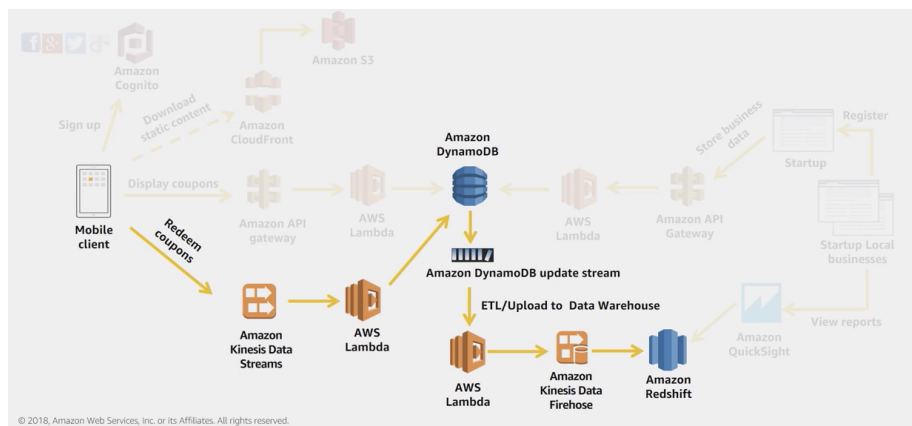 Amazon
Cognito
Amazon S3
Amazon
CloudFront
Sign up
Download
static content
Amazon
DynamoDB
Store business
data
Register
Startup
Display coupons
Mobile
client
Amazon API
gateway
AWS
Lambda
AWS
Lambda
Amazon API
Gateway
Startup Local
businesses
Redeem
coupons
Amazon DynamoDB update stream
ETL/Upload to Data Warehouse
Amazon
Kinesis Data
Streams
AWS
Lambda
View reports
Amazon
QuickSight
AWS
Lambda
Amazon
Kinesis Data
Firehose
Amazon
Redshift
© 2018, Amazon Web Services, Inc. or its Affiliates. All rights reserved.